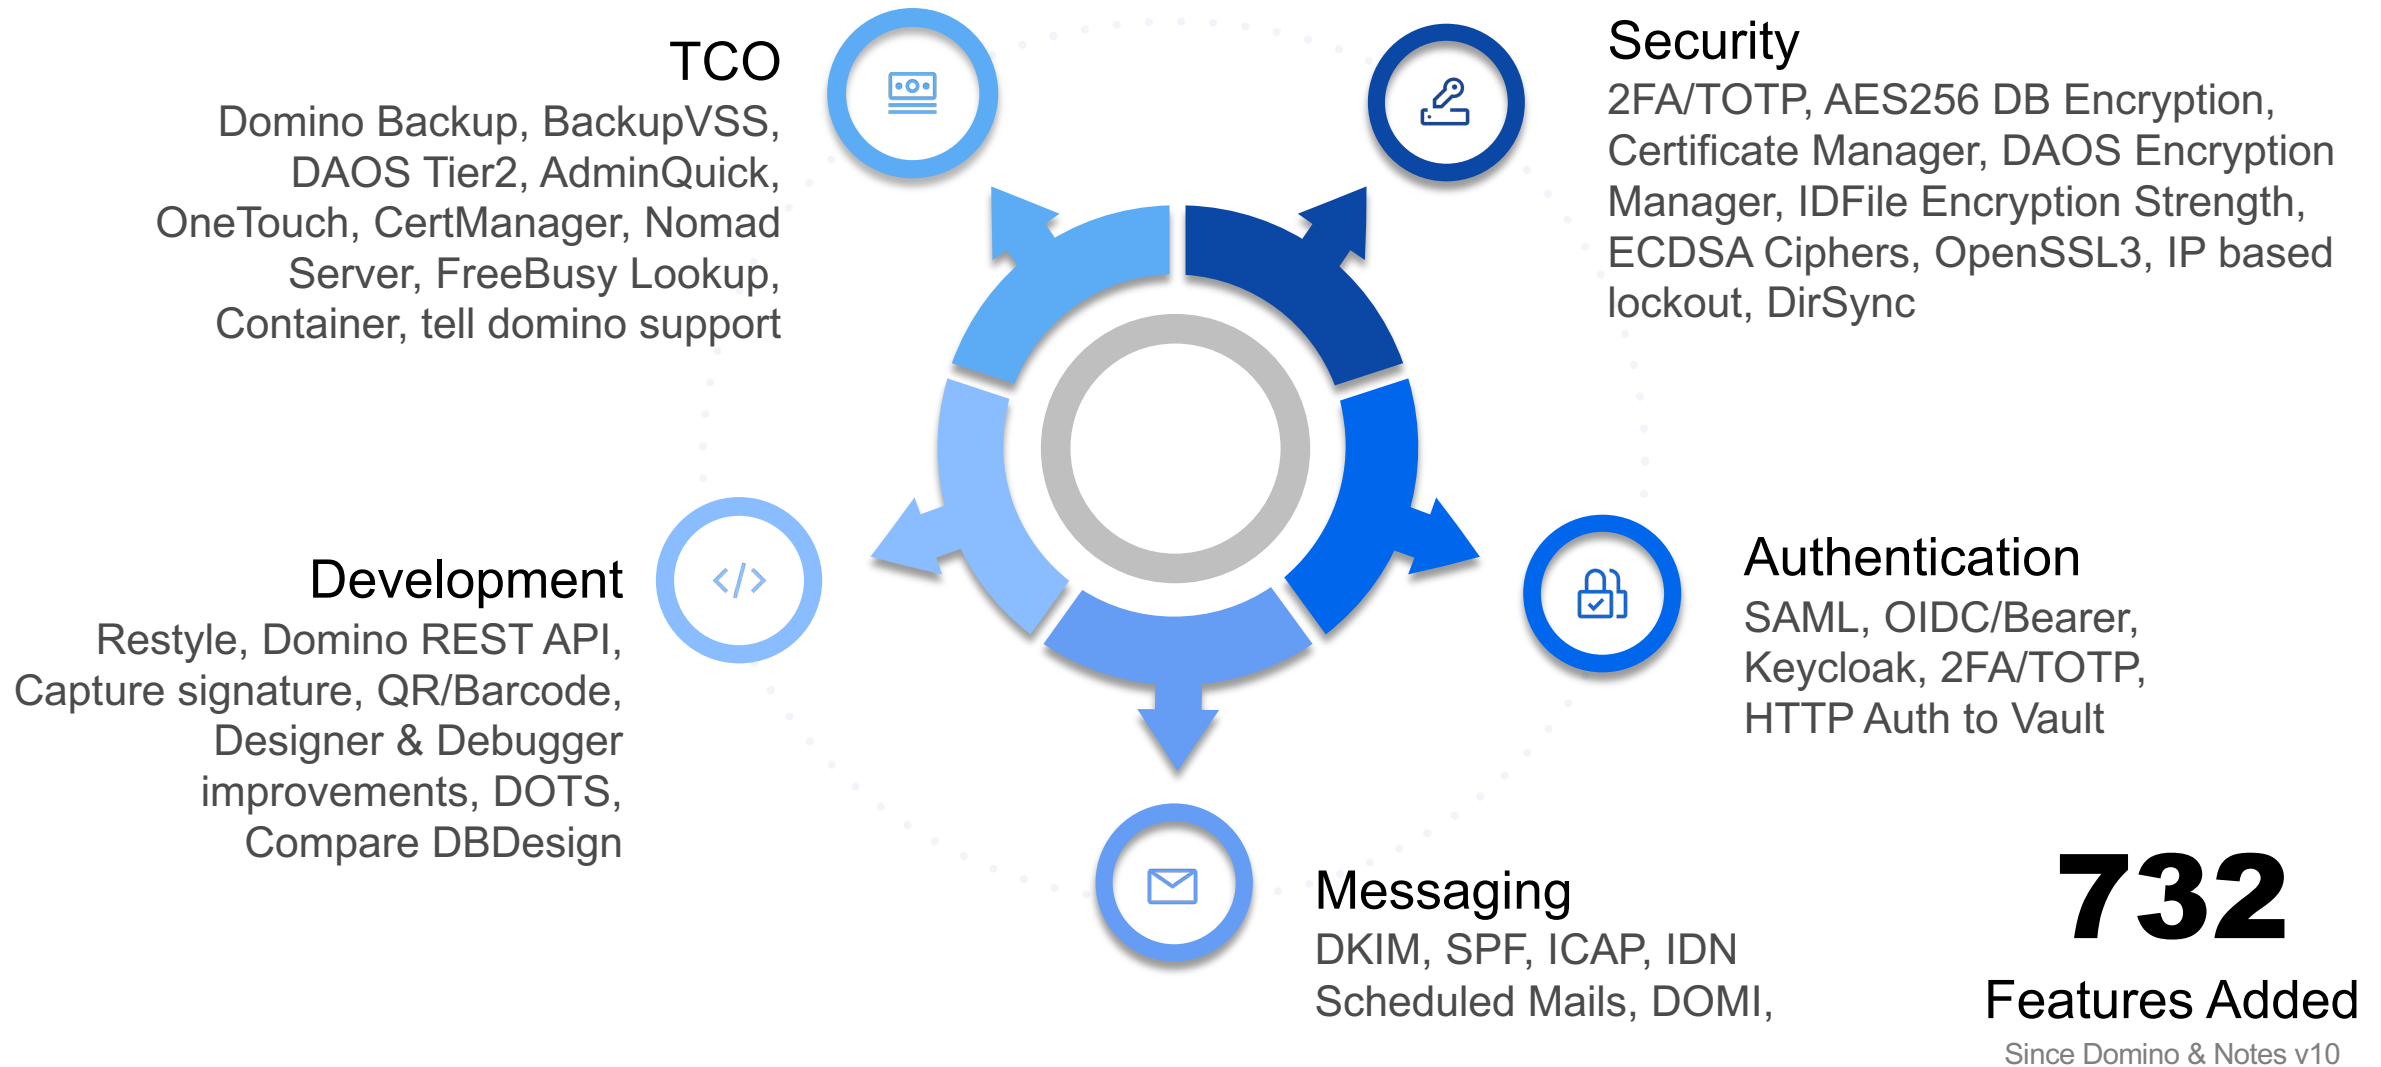 TCO
Domino Backup, BackupVSS,
DAOS Tier2, AdminQuick,
OneTouch, CertManager, Nomad
Server, FreeBusy Lookup,
Container, tell domino support
Security
2FA/TOTP, AES256 DB Encryption,
Certificate Manager, DAOS Encryption
Manager, IDFile Encryption Strength,
ECDSA Ciphers, OpenSSL3, IP based
lockout, DirSync
Development
Restyle, Domino REST API,
Capture signature, QR/Barcode,
Designer & Debugger
improvements, DOTS,
Compare DBDesign
Authentication
SAML, OIDC/Bearer,
Keycloak, 2FA/TOTP,
HTTP Auth to Vault
Messaging
DKIM, SPF, ICAP, IDN
Scheduled Mails, DOMI,
732
Features Added
Since Domino & Notes v10